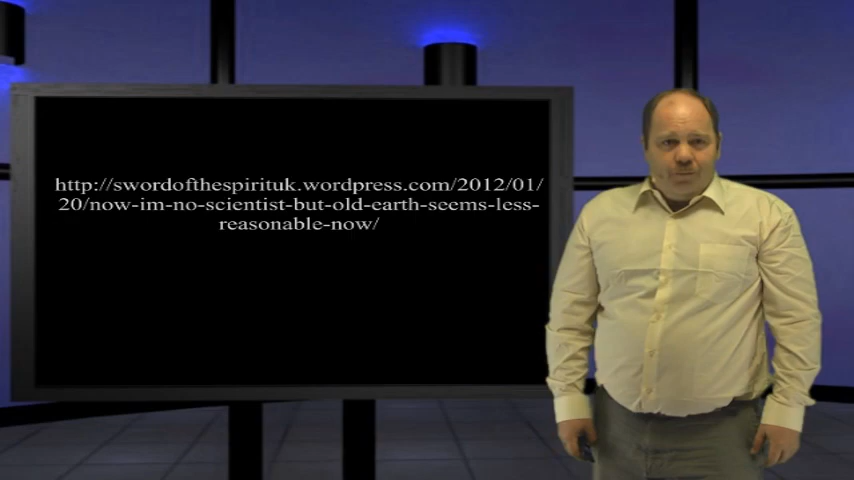 http://swordofthespirituk.wordpress.com/2012/01/
20/now-im-no-scientist-but-old-earth-seems-less-
reasonable-now/